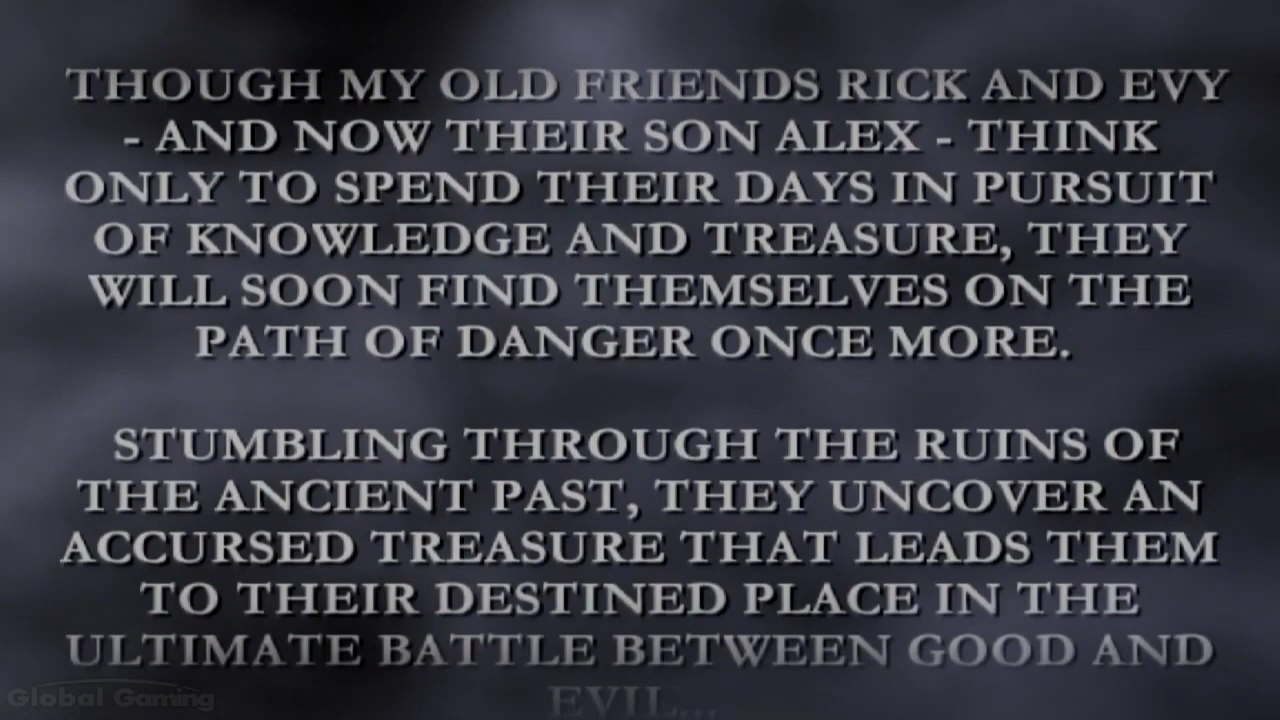 THOUGH MY OLD FRIENDS RICK AND EVY
- AND NOW THEIR SON ALEX - THINK
ONLY TO SPEND THEIR DAYS IN PURSUIT
OF KNOWLEDGE AND TREASURE, THEY
WILL SOON FIND THEMSELVES ON THE
PATH OF DANGER ONCE MORE.
STUMBLING THROUGH THE RUINS OF
THE ANCIENT PAST, THEY UNCOVER AN
ACCURSED TREASURE THAT LEADS THEM
TO THEIR DESTINED PLACE IN THE
ULTIMATE BATTLE BETWEEN GOOD AND
EVIL...
Global Gaming